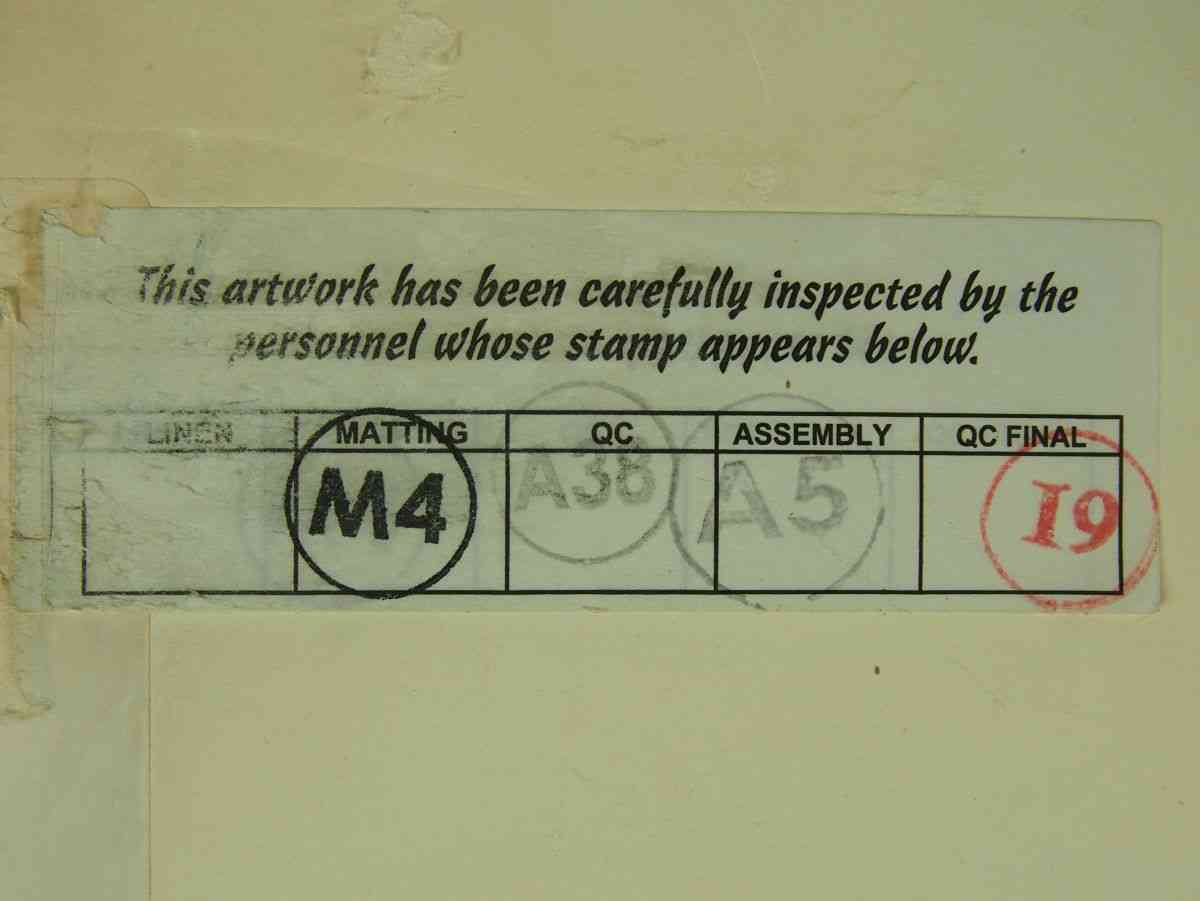 This artwork has been carefully inspected by the
personnel whose stamp appears below.
LINEN MATTING QC ASSEMBLY QC FINAL
M4 A38 A5 I9